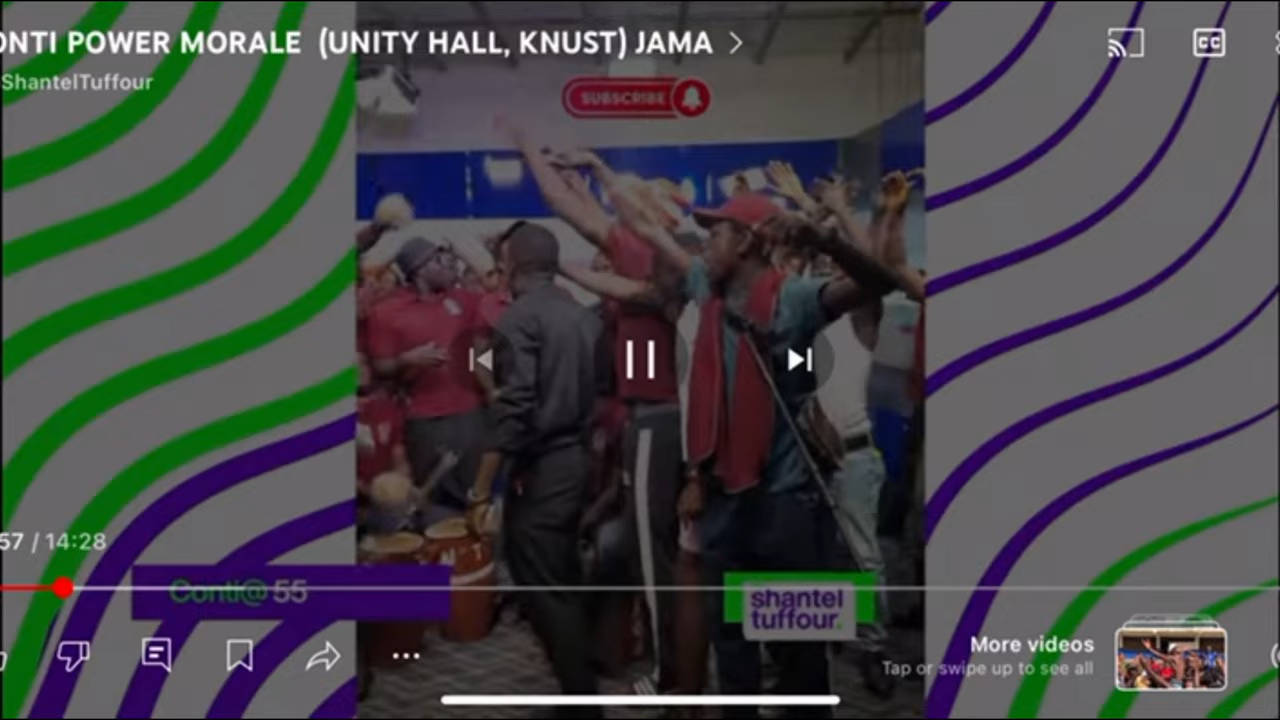 ONTI POWER MORALE (UNITY HALL, KNUST) JAMA
ShantelTuffour
CC
SUBSCRIBE
57 / 14:28
Conti@ 55
shantel
tuffour.
More videos
Tap or swipe up to see all